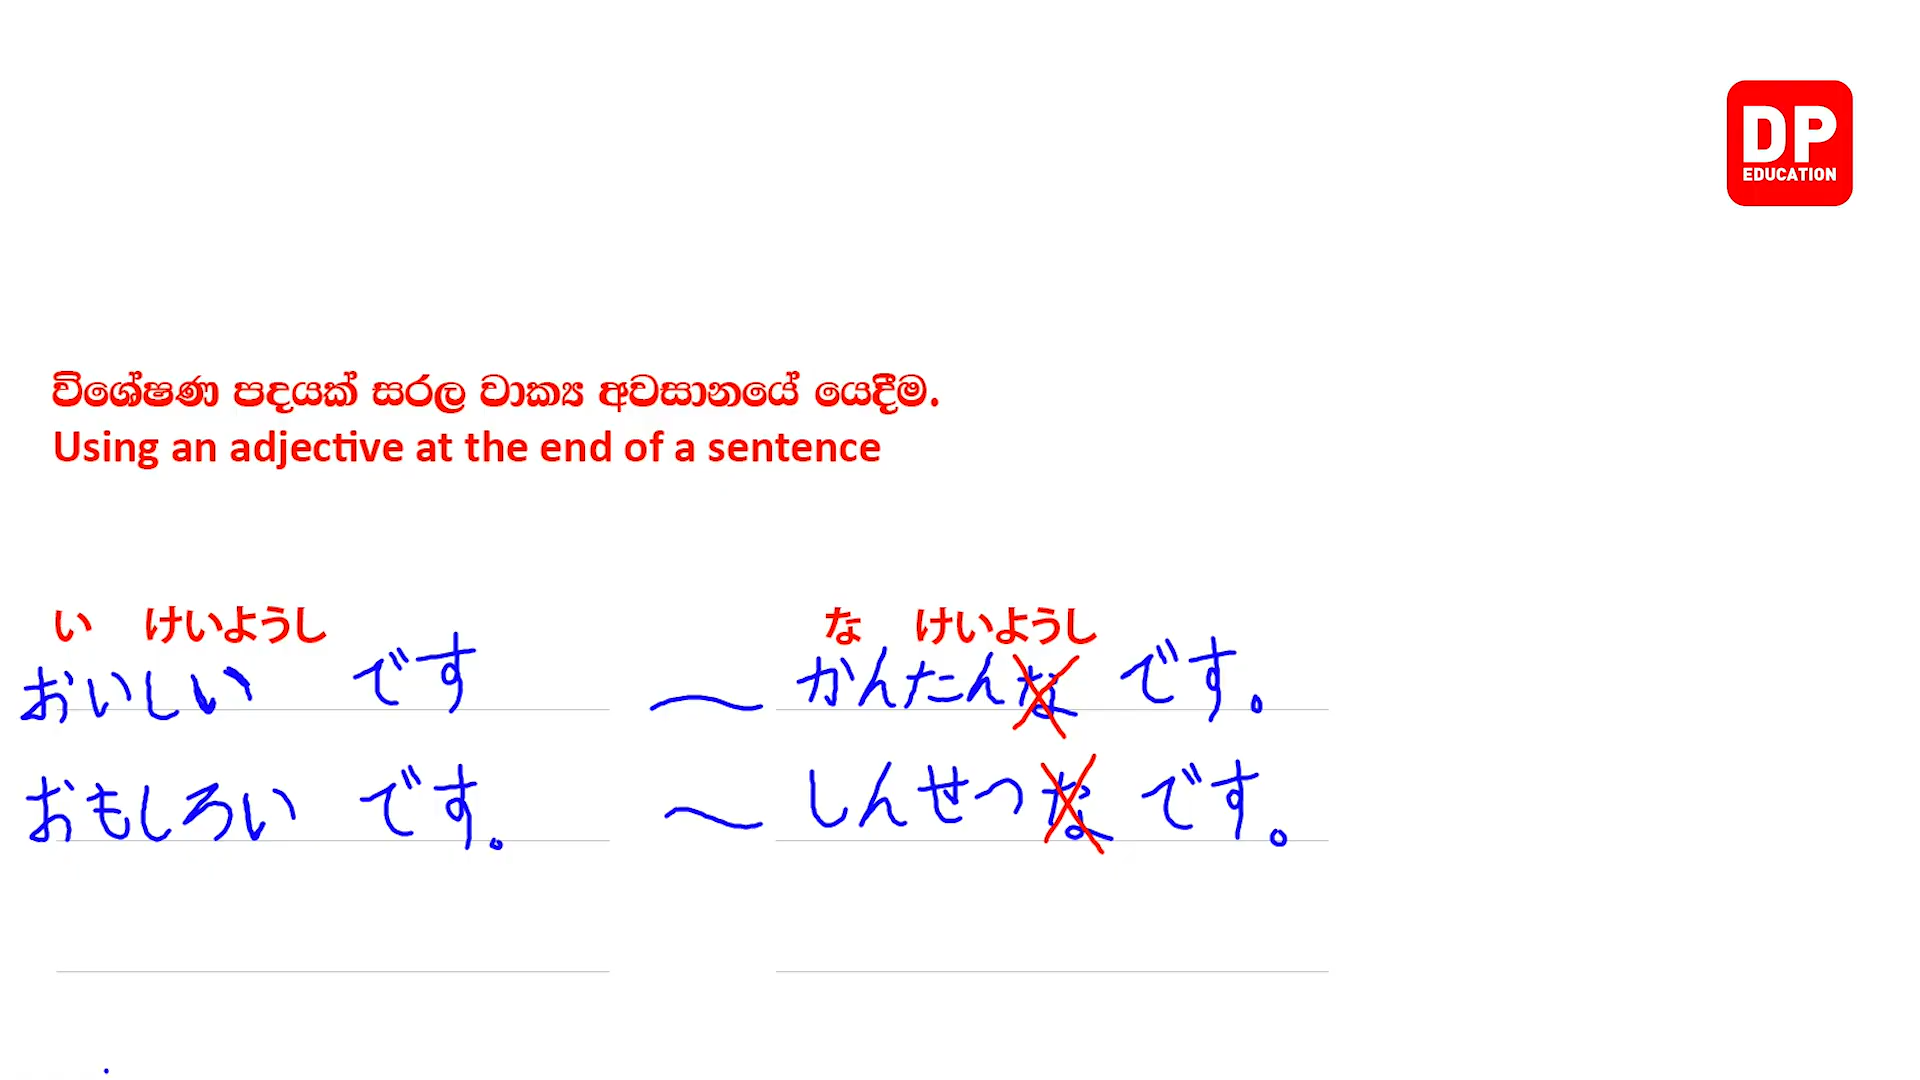 DP
EDUCATION
විශේෂණ පදයක් සරල වාක්‍ය අවසානයේ යෙදීම.
Using an adjective at the end of a sentence
い けいようし
な けいようし
おいしい です
〜 かんたんな です。
おもしろい です。
〜 しんせつな です。